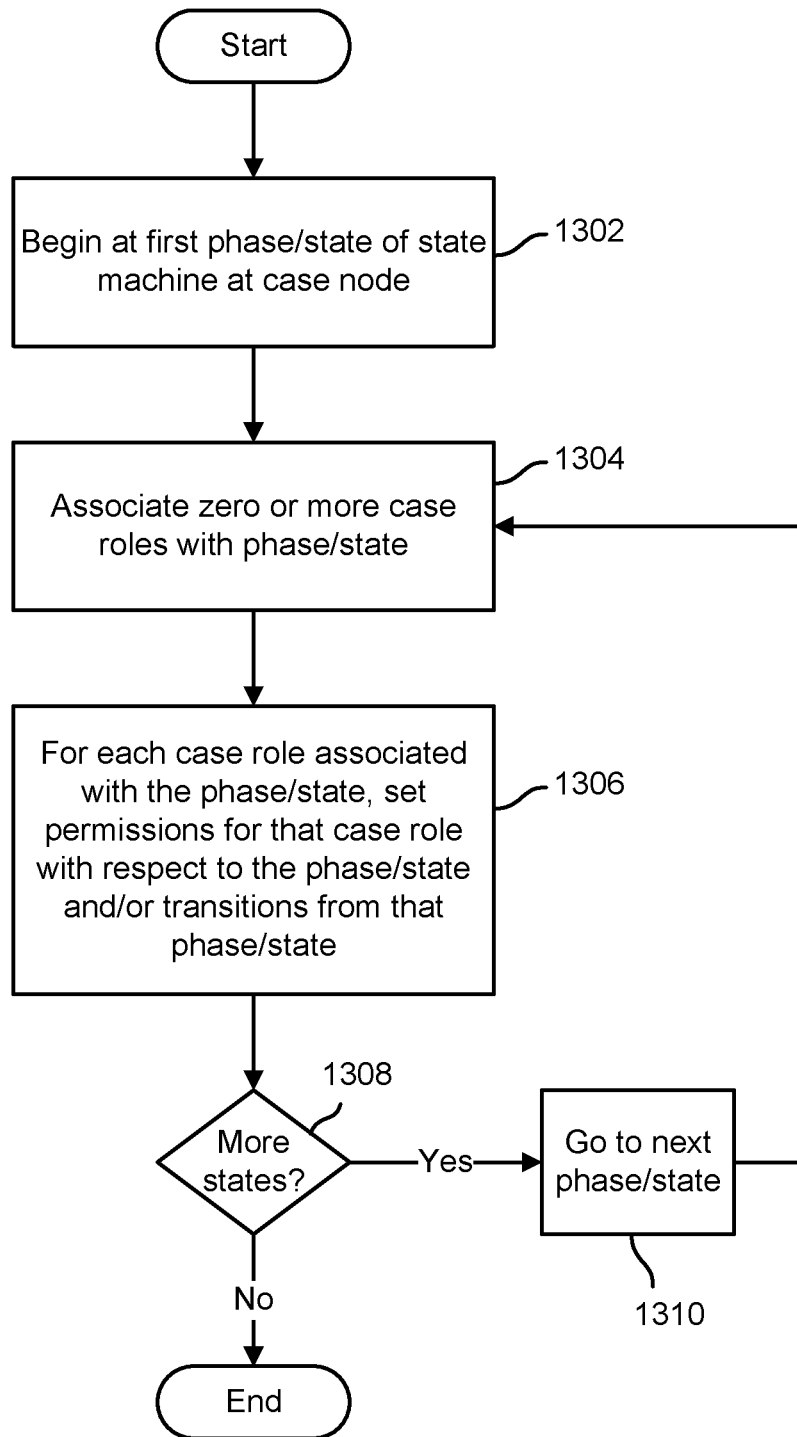 Start
Begin at first phase/state of state
machine at case node
1302
Associate zero or more case
roles with phase/state
1304
For each case role associated
with the phase/state, set
permissions for that case role
with respect to the phase/state
and/or transitions from that
phase/state
1306
More
states?
1308
Yes
Go to next
phase/state
1310
No
End